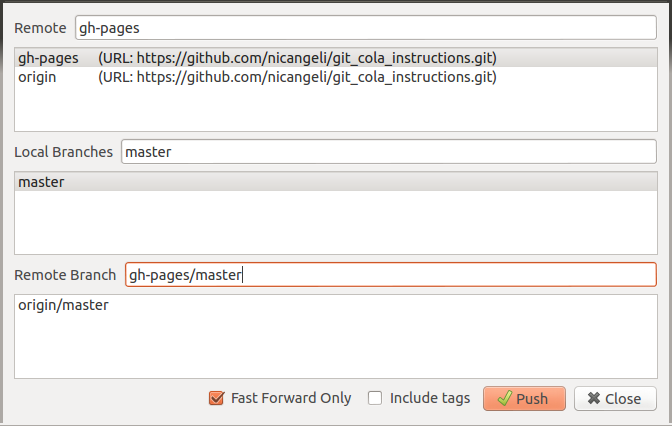 Remote gh-pages
gh-pages (URL: https://github.com/nicangeli/git_cola_instructions.git)
origin (URL: https://github.com/nicangeli/git_cola_instructions.git)
Local Branches master
master
Remote Branch gh-pages/master
origin/master
Fast Forward Only Include tags Push Close